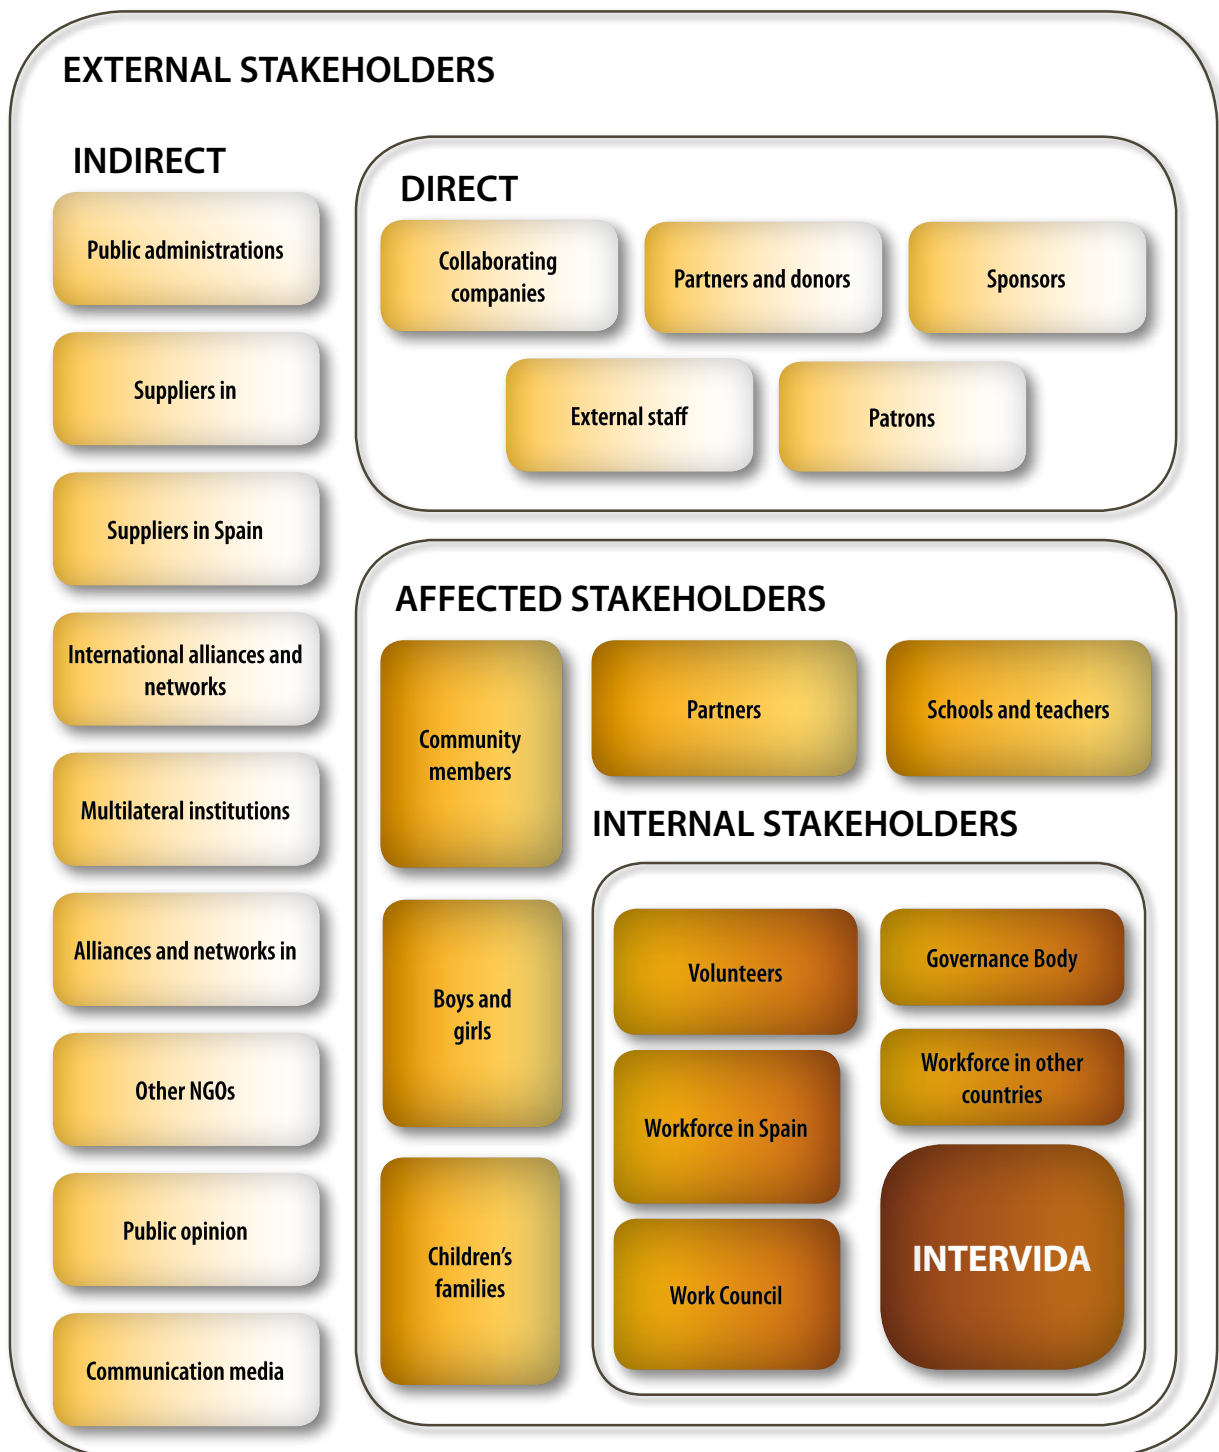 EXTERNAL STAKEHOLDERS
INDIRECT
Public administrations
Suppliers in
Suppliers in Spain
International alliances and
networks
Multilateral institutions
Alliances and networks in
Other NGOs
Public opinion
Communication media
DIRECT
Collaborating
companies
Partners and donors
Sponsors
External staff
Patrons
AFFECTED STAKEHOLDERS
Community
members
Boys and
girls
Children’s
families
Partners
Schools and teachers
INTERNAL STAKEHOLDERS
Volunteers
Workforce in Spain
Work Council
Governance Body
Workforce in other
countries
INTERVIDA